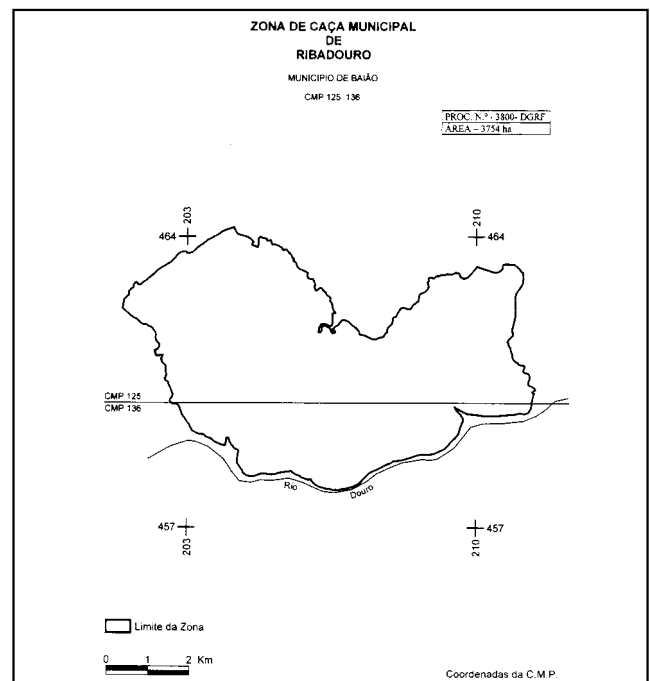 ZONA DE CAÇA MUNICIPAL
DE
RIBADOURO
MUNICIPIO DE BAIÃO
CMP 125 136
PROC. N.º - 3800- DGRF
ÁREA – 3754 ha
203
210
464
464
CMP 125
CMP 136
Rio Douro
457
457
203
210
Limite da Zona
0 1 2 Km
Coordenadas da C.M.P.